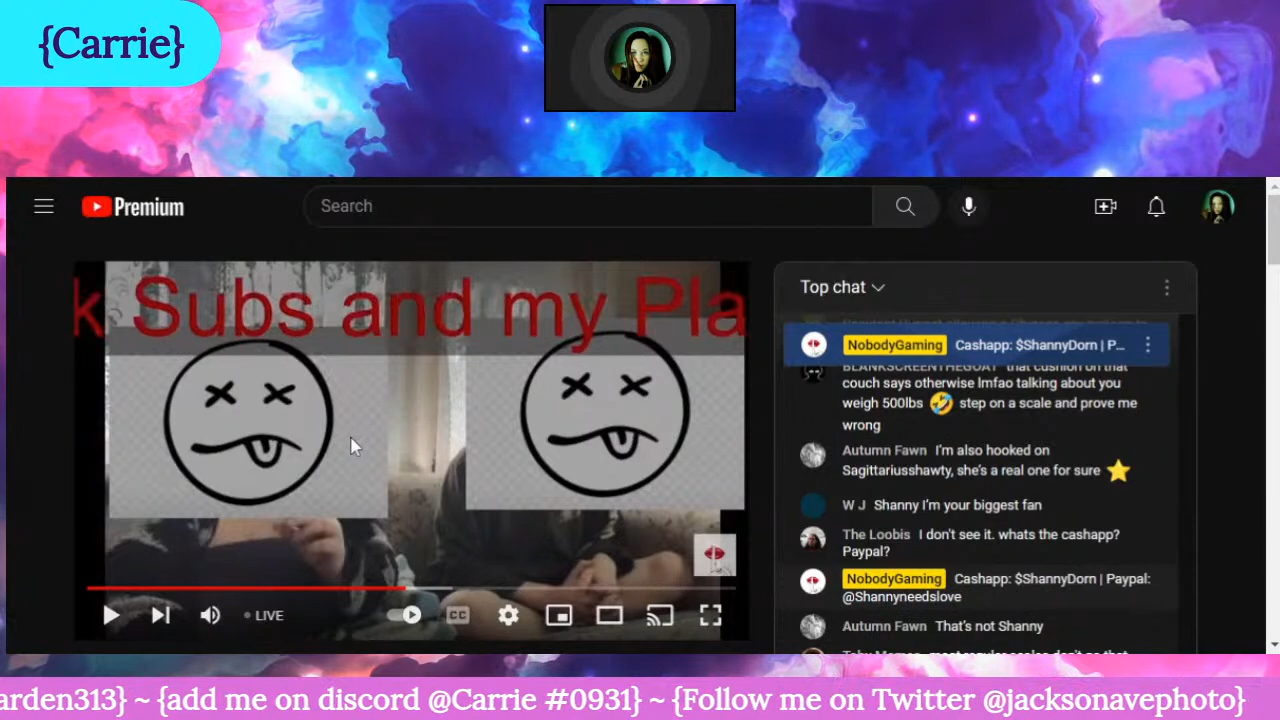 {Carrie}
Premium
Search
k Subs and my Pla
Top chat
NobodyGaming Cashapp: $ShannyDorn | P...
BLANKSCREENTHEGOAT that cushion on that
couch says otherwise lmfao talking about you
weigh 500lbs 🤣 step on a scale and prove me
wrong
Autumn Fawn I'm also hooked on
Sagittariusshawty, she's a real one for sure ⭐
W J Shanny I'm your biggest fan
The Loobis I don't see it. whats the cashapp?
Paypal?
NobodyGaming Cashapp: $ShannyDorn | Paypal:
@Shannyneedslove
Autumn Fawn That's not Shanny
LIVE
CC
arden313} ~ {add me on discord @Carrie #0931} ~ {Follow me on Twitter @jacksonavephoto}